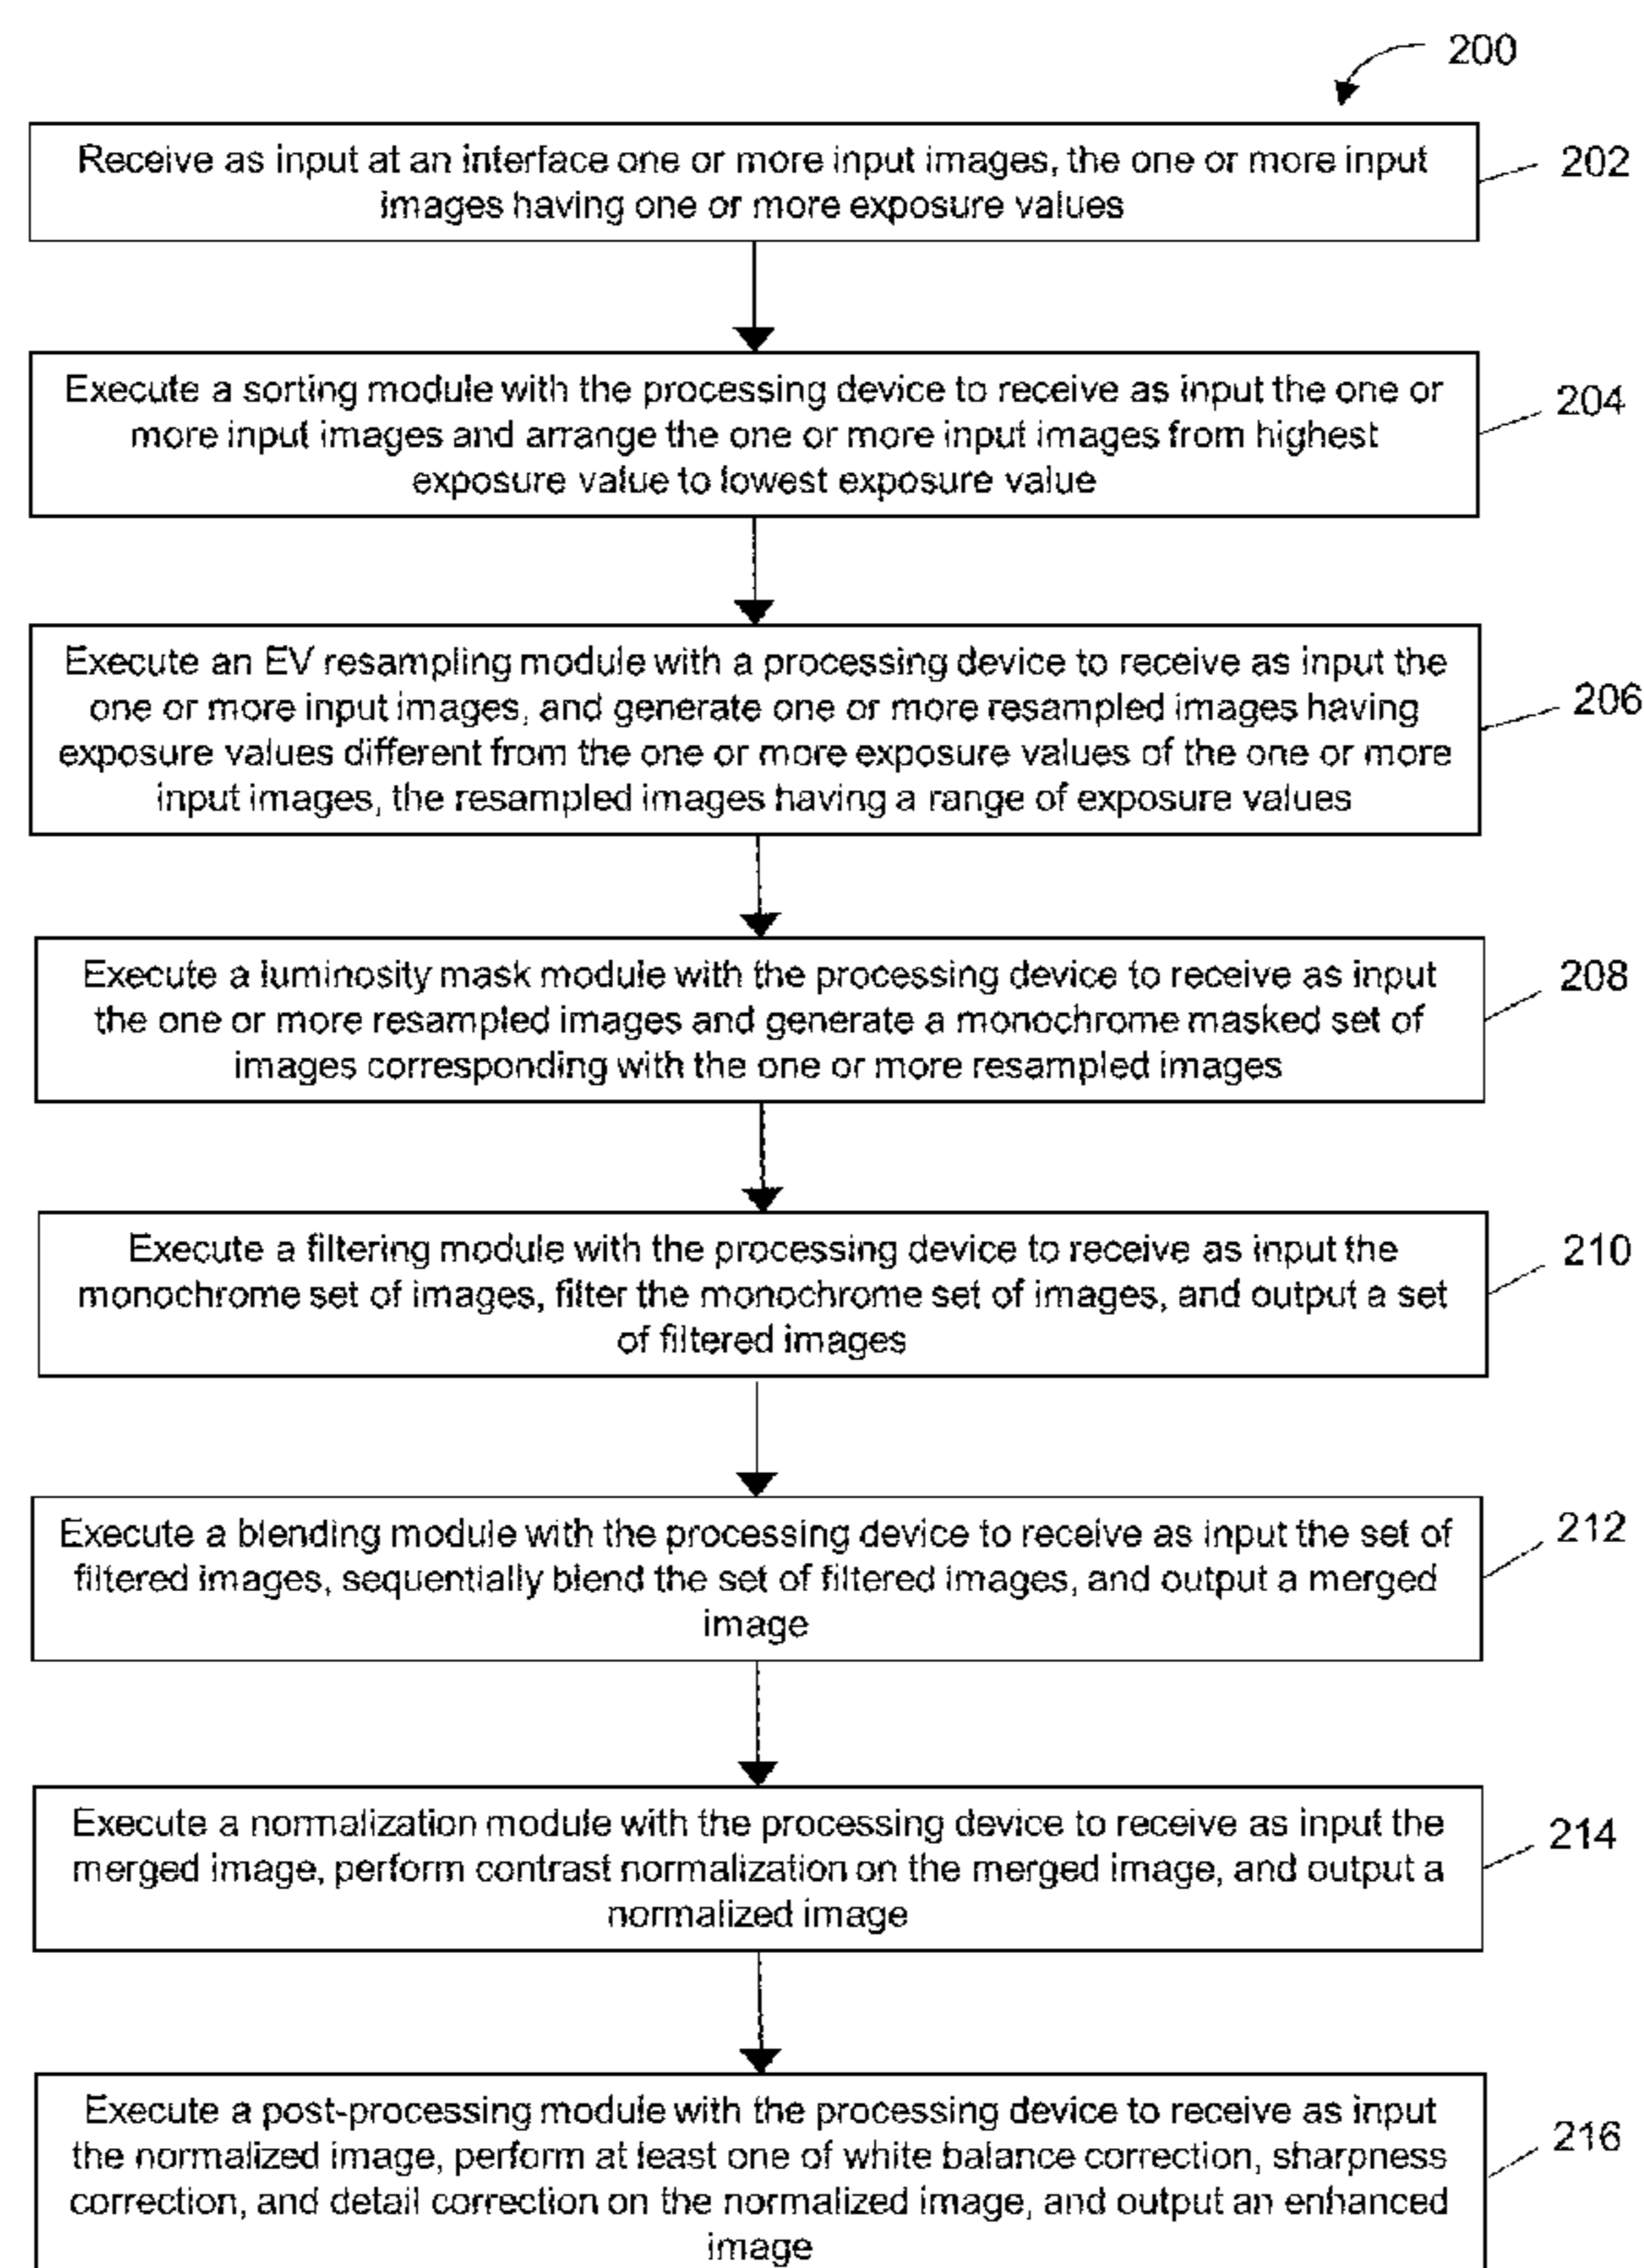 200
Receive as input at an interface one or more input images, the one or more input
images having one or more exposure values
202
Execute a sorting module with the processing device to receive as input the one or
more input images and arrange the one or more input images from highest
exposure value to lowest exposure value
204
Execute an EV resampling module with a processing device to receive as input the
one or more input images, and generate one or more resampled images having
exposure values different from the one or more exposure values of the one or more
input images, the resampled images having a range of exposure values
206
Execute a luminosity mask module with the processing device to receive as input
the one or more resampled images and generate a monochrome masked set of
images corresponding with the one or more resampled images
208
Execute a filtering module with the processing device to receive as input the
monochrome set of images, filter the monochrome set of images, and output a set
of filtered images
210
Execute a blending module with the processing device to receive as input the set of
filtered images, sequentially blend the set of filtered images, and output a merged
image
212
Execute a normalization module with the processing device to receive as input the
merged image, perform contrast normalization on the merged image, and output a
normalized image
214
Execute a post-processing module with the processing device to receive as input
the normalized image, perform at least one of white balance correction, sharpness
correction, and detail correction on the normalized image, and output an enhanced
image
216